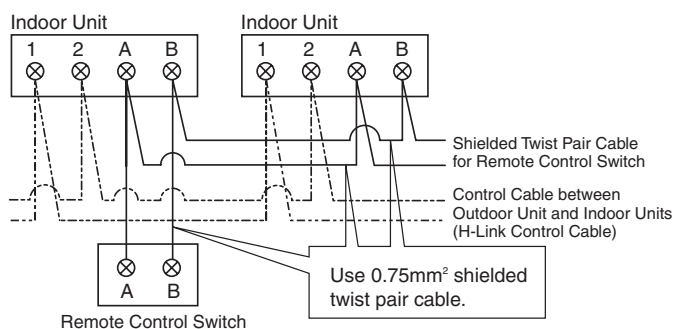 Indoor Unit
Indoor Unit
1 2 A B
1 2 A B
Shielded Twist Pair Cable
for Remote Control Switch
Control Cable between
Outdoor Unit and Indoor Units
(H-Link Control Cable)
Use 0.75mm² shielded
twist pair cable.
A B
Remote Control Switch